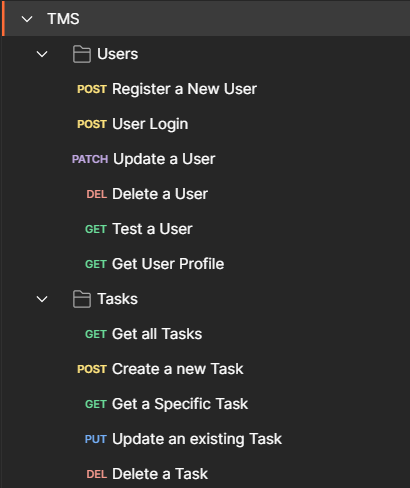 TMS
Users
POST Register a New User
POST User Login
PATCH Update a User
DEL Delete a User
GET Test a User
GET Get User Profile
Tasks
GET Get all Tasks
POST Create a new Task
GET Get a Specific Task
PUT Update an existing Task
DEL Delete a Task